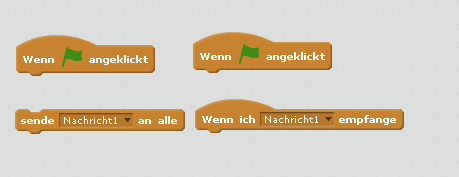 Wenn angeklickt
Wenn angeklickt
sende Nachricht1 an alle
Wenn ich Nachricht1 empfange